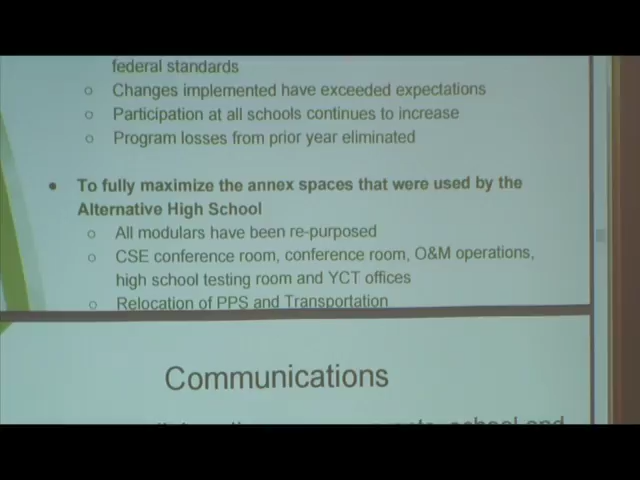 federal standards
○ Changes implemented have exceeded expectations
○ Participation at all schools continues to increase
○ Program losses from prior year eliminated
● To fully maximize the annex spaces that were used by the
Alternative High School
○ All modulars have been re-purposed
○ CSE conference room, conference room, O&M operations,
high school testing room and YCT offices
○ Relocation of PPS and Transportation
Communications
school and